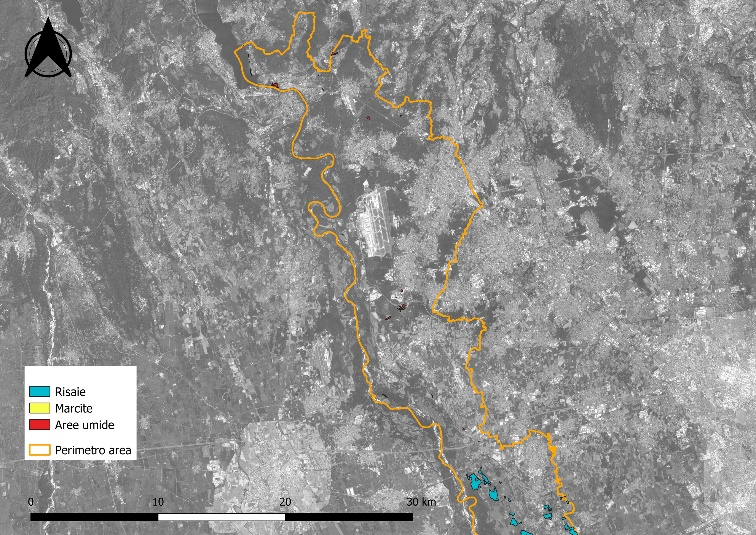 Risaie
Marcite
Aree umide
Perimetro area
0 10 20 30 km